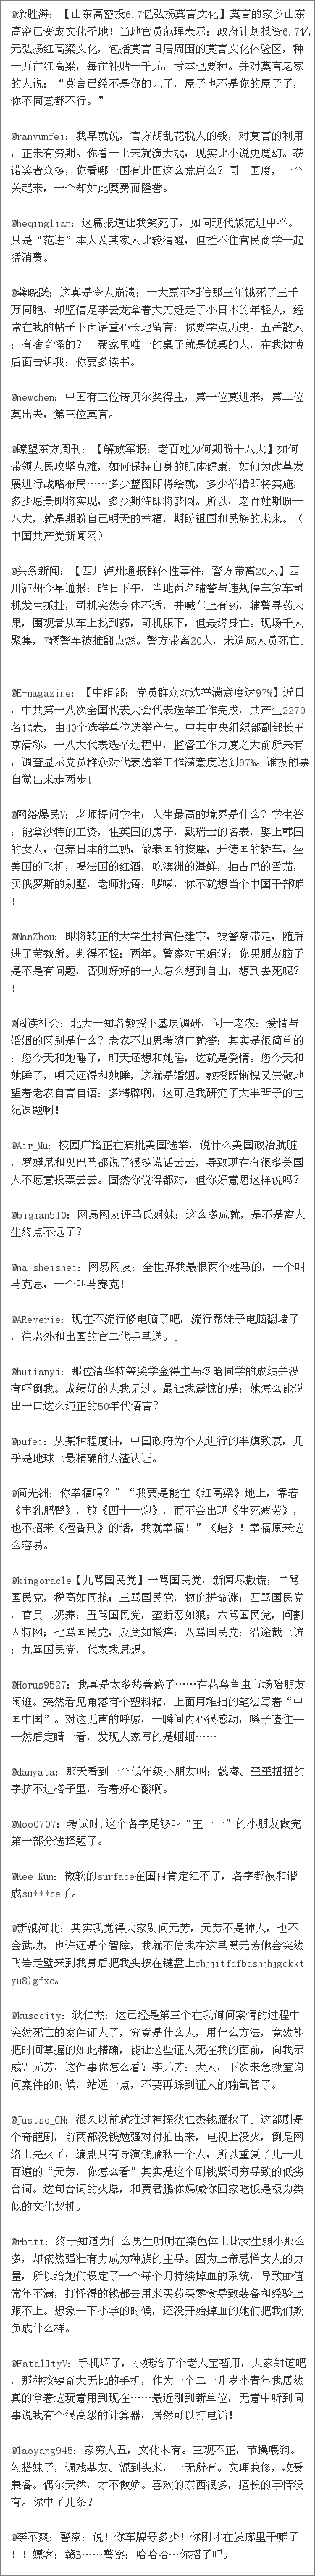 @余胜海:【山东高密投6.7亿弘扬莫言文化】莫言的家乡山东
高密已变成文化圣地!当地官员范珲表示:政府计划投资6.7亿
元弘扬红高粱文化,包括莫言旧居周围的莫言文化体验区,种
一万亩红高粱,每亩补贴一千元,亏本也要种。并对莫言老家
的人说:“莫言已经不是你的儿子,屋子也不是你的屋子了,
你不同意都不行。”
@ranyunfei:我早就说,官方胡乱花税人的钱,对莫言的利用
,正未有穷期。你看一上来就演大戏,现实比小说更魔幻。获
诺奖者众多,你看哪一国有此国这么荒唐么?同一国度,一个
关起来,一个却如此糜费而隆誉。
@heqinglian:这篇报道让我笑死了,如同现代版范进中举。
只是“范进”本人及其家人比较清醒,但拦不住官民商学一起
猛消费。
@龚晓跃:这真是令人崩溃:一大票不相信那三年饿死了三千
万同胞、却坚信是李云龙拿着大刀赶走了小日本的年轻人,经
常在我的帖子下面语重心长地留言:你要学点历史。五岳散人
:有啥奇怪的?一帮家里唯一的桌子就是饭桌的人,在我微博
后面告诉我:你要多读书。
@newchen:中国有三位诺贝尔奖得主,第一位莫进来,第二位
莫出去,第三位莫言。
@瞭望东方周刊:【解放军报:老百姓为何期盼十八大】如何
带领人民攻坚克难,如何保持自身的肌体健康,如何为改革发
展进行战略布局……多少蓝图即将绘就,多少举措即将实施,
多少愿景即将实现,多少期待即将梦圆。所以,老百姓期盼十
八大,就是期盼自己明天的幸福,期盼祖国和民族的未来。(
中国共产党新闻网)
@头条新闻:【四川泸州通报群体性事件:警方带离20人】四
川泸州今早通报:昨日下午,当地两名辅警与违规停车货车司
机发生抓扯,司机突然身体不适,并喊车上有药,辅警寻药未
果,围观者从车上找到药,司机服下,但最终身亡。现场千人
聚集,7辆警车被推翻点燃。警方带离20人,未造成人员死亡。
@E-magazine:【中组部:党员群众对选举满意度达97%】近日
,中共第十八次全国代表大会代表选举工作完成,共产生2270
名代表,由40个选举单位选举产生。中共中央组织部副部长王
京清称,十八大代表选举过程中,监督工作力度之大前所未有
,调查显示党员群众对代表选举工作满意度达到97%。谁投的票
自觉出来走两步!
@网络爆民V:老师提问学生:人生最高的境界是什么?学生答
:能拿沙特的工资,住英国的房子,戴瑞士的名表,娶上韩国
的女人,包养日本的二奶,做泰国的按摩,开德国的轿车,坐
美国的飞机,喝法国的红酒,吃澳洲的海鲜,抽古巴的雪茄,
买俄罗斯的别墅,老师批语:啰嗦,你不就想当个中国干部嘛
!
@NanZhou:即将转正的大学生村官任建宇,被警察带走,随后
进了劳教所。判得不轻:两年。警察对王娟说:你男朋友脑子
是不是有问题,否则好好的一人怎么想到自由,想到去死呢?
!
@阅读社会:北大一知名教授下基层调研,问一老农:爱情与
婚姻的区别是什么?老农不加思考随口就答:其实是很简单的
:您今天和她睡了,明天还想和她睡,这就是爱情。您今天和
她睡了,明天还得和她睡,这就是婚姻。教授既惭愧又崇敬地
望着老农自言自语:多精辟啊,这可是我研究了大半辈子的世
纪课题啊!
@Air_Mu:校园广播正在痛批美国选举,说什么美国政治肮脏
,罗姆尼和奥巴马都说了很多谎话云云,导致现在有很多美国
人不愿意投票云云。固然你说得都对,但你好意思这样说吗?
@bigman510:网易网友评马氏姐妹:这么多成就,是不是离人
生终点不远了?
@na_sheishei:网易网友:全世界我最恨两个姓马的,一个叫
马克思,一个叫马赛克!
@AReverie:现在不流行修电脑了吧,流行帮妹子电脑翻墙了
,往老外和出国的官二代手里送。。
@hutianyi:那位清华特等奖学金得主马冬晗同学的成绩并没
有吓倒我。成绩好的人我见过。最让我震惊的是:她怎么能说
出一口这么纯正的50年代语言?
@pufei:从某种程度讲,中国政府为个人进行的半旗致哀,几
乎是地球上最精确的人渣认证。
@简光洲:你幸福吗?”“我要是能在《红高粱》地上,靠着
《丰乳肥臀》,放《四十一炮》,而不会出现《生死疲劳》,
也不招来《檀香刑》的话,我就幸福!”《蛙》!幸福原来这
么容易。
@kingoracle【九骂国民党】一骂国民党,新闻尽撒谎;二骂
国民党,税高如同抢;三骂国民党,物价拼命涨;四骂国民党
,官员二奶养;五骂国民党,垄断恶如狼;六骂国民党,阉割
因特网;七骂国民党,反贪如搔痒;八骂国民党:沿途截上访
;九骂国民党,代表我思想。
@Horus9527:我真是太多愁善感了……在花鸟鱼虫市场陪朋友
闲逛。突然看见角落有个塑料箱,上面用稚拙的笔法写着“中
国中国”。对这无声的呼喊,一瞬间内心很感动,嗓子噎住—
—然后定睛一看,发现人家写的是蝈蝈……
@damyata:那天看到一个低年级小朋友叫:懿睿。歪歪扭扭的
字挤不进格子里,看着好心酸啊。
@Moo0707:考试时,这个名字足够叫“王一一”的小朋友做完
第一部分选择题了。
@Kee_Kun:微软的surface在国内肯定红不了,名字都被和谐
成su***ce了。
@新浪河北:其实我觉得大家别问元芳,元芳不是神人,也不
会武功,也许还是个智障,我就不信我在这里黑元芳他会突然
飞岩走壁来到我身后把我头按在键盘上fhjjitfdfbdshjhjgckkt
yu8)gfxc。
@kusocity:狄仁杰:这已经是第三个在我询问案情的过程中
突然死亡的案件证人了,究竟是什么人,用什么方法,竟然能
把时间掌握的如此精确,能让这些证人死在我的面前,向我示
威?元芳,这件事你怎么看?李元芳:大人,下次来急救室询
问案件的时候,站远一点,不要再踩到证人的输氧管了。
@Justso_CN:很久以前就推过神探狄仁杰钱雁秋了。这部剧是
个奇葩剧,前两部没钱勉强对付拍出来,电视上没火,倒是网
络上先火了,编剧只有导演钱雁秋一个人,所以重复了几十几
百遍的“元芳,你怎么看”其实是这个剧钱紧词穷导致的低劣
台词。这句台词的火爆,和贾君鹏你妈喊你回家吃饭是极为类
似的文化契机。
@rbttt:终于知道为什么男生明明在染色体上比女生弱小那么
多,却依然强壮有力成为种族的主导。因为上帝忌惮女人的力
量,所以给她们设定了一个每个月持续掉血的系统,导致HP值
常年不满,打怪得的钱都去用来买药买零食导致装备和经验上
跟不上。想象一下小学的时候,还没开始掉血的她们把我们欺
负成什么样。
@FatalltyV:手机坏了,小姨给了个老人宝暂用,大家知道吧
,那种按键奇大无比的手机,作为一个二十几岁小青年我居然
真的拿着这玩意用到现在……最近刚到新单位,无意中听到同
事说我有个很高级的计算器,居然可以打电话!
@laoyang945:家穷人丑,文化木有。三观不正,节操喂狗。
勾搭妹子,调戏基友。混到头来,一无所有。文理兼修,攻受
兼备。偶尔天然,才不傲娇。喜欢的东西很多,擅长的事情没
有。你中了几条?
@李不爽:警察:说!你车牌号多少!你刚才在发廊里干嘛了
!!嫖客:赣B……警察:哈哈哈…你招了吧。